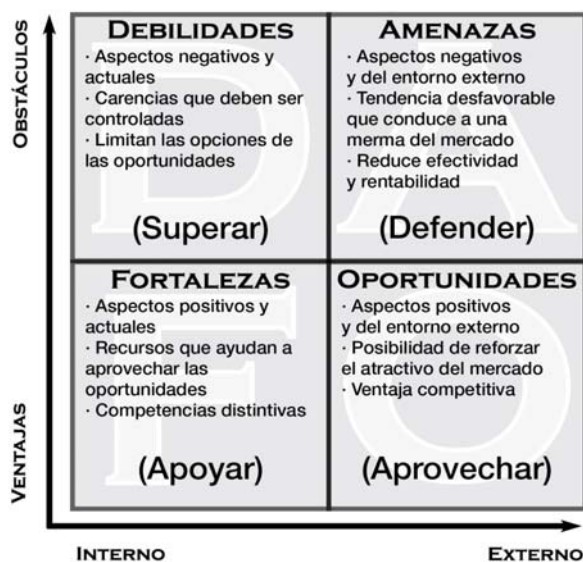 OBSTÁCULOS
DEBILIDADES
· Aspectos negativos y
actuales
· Carencias que deben ser
controladas
· Limitan las opciones de
las oportunidades
(Superar)
AMENAZAS
· Aspectos negativos
y del entorno externo
· Tendencia desfavorable
que conduce a una
merma del mercado
· Reduce efectividad
y rentabilidad
(Defender)
VENTAJAS
FORTALEZAS
· Aspectos positivos y
actuales
· Recursos que ayudan a
aprovechar las
oportunidades
· Competencias distintivas
(Apoyar)
OPORTUNIDADES
· Aspectos positivos
y del entorno externo
· Posibilidad de reforzar
el atractivo del mercado
· Ventaja competitiva
(Aprovechar)
INTERNO
EXTERNO
D
A
F
O